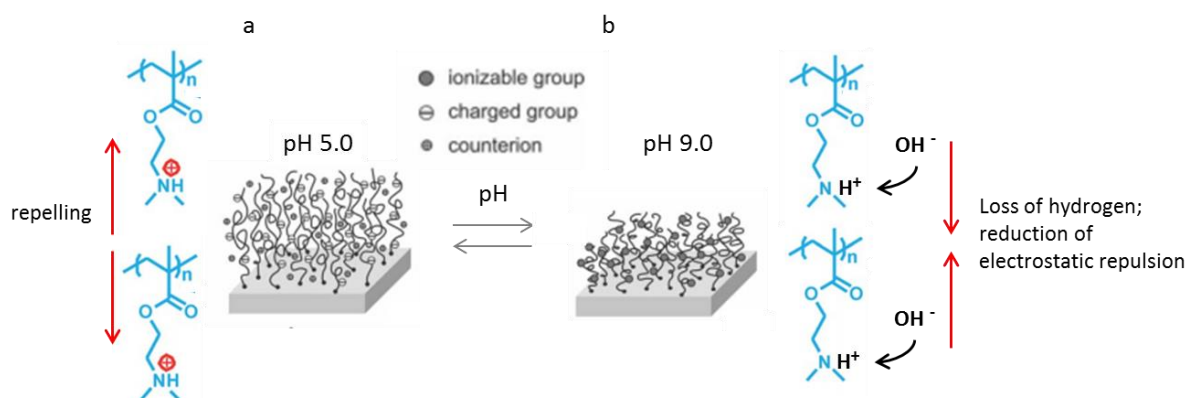 a
b
n
O
O
NH
repelling
n
O
O
NH
ionizable group
charged group
counterion
pH 5.0
pH
pH 9.0
n
O
O
N H⁺
OH⁻
n
O
O
N H⁺
OH⁻
Loss of hydrogen;
reduction of
electrostatic repulsion